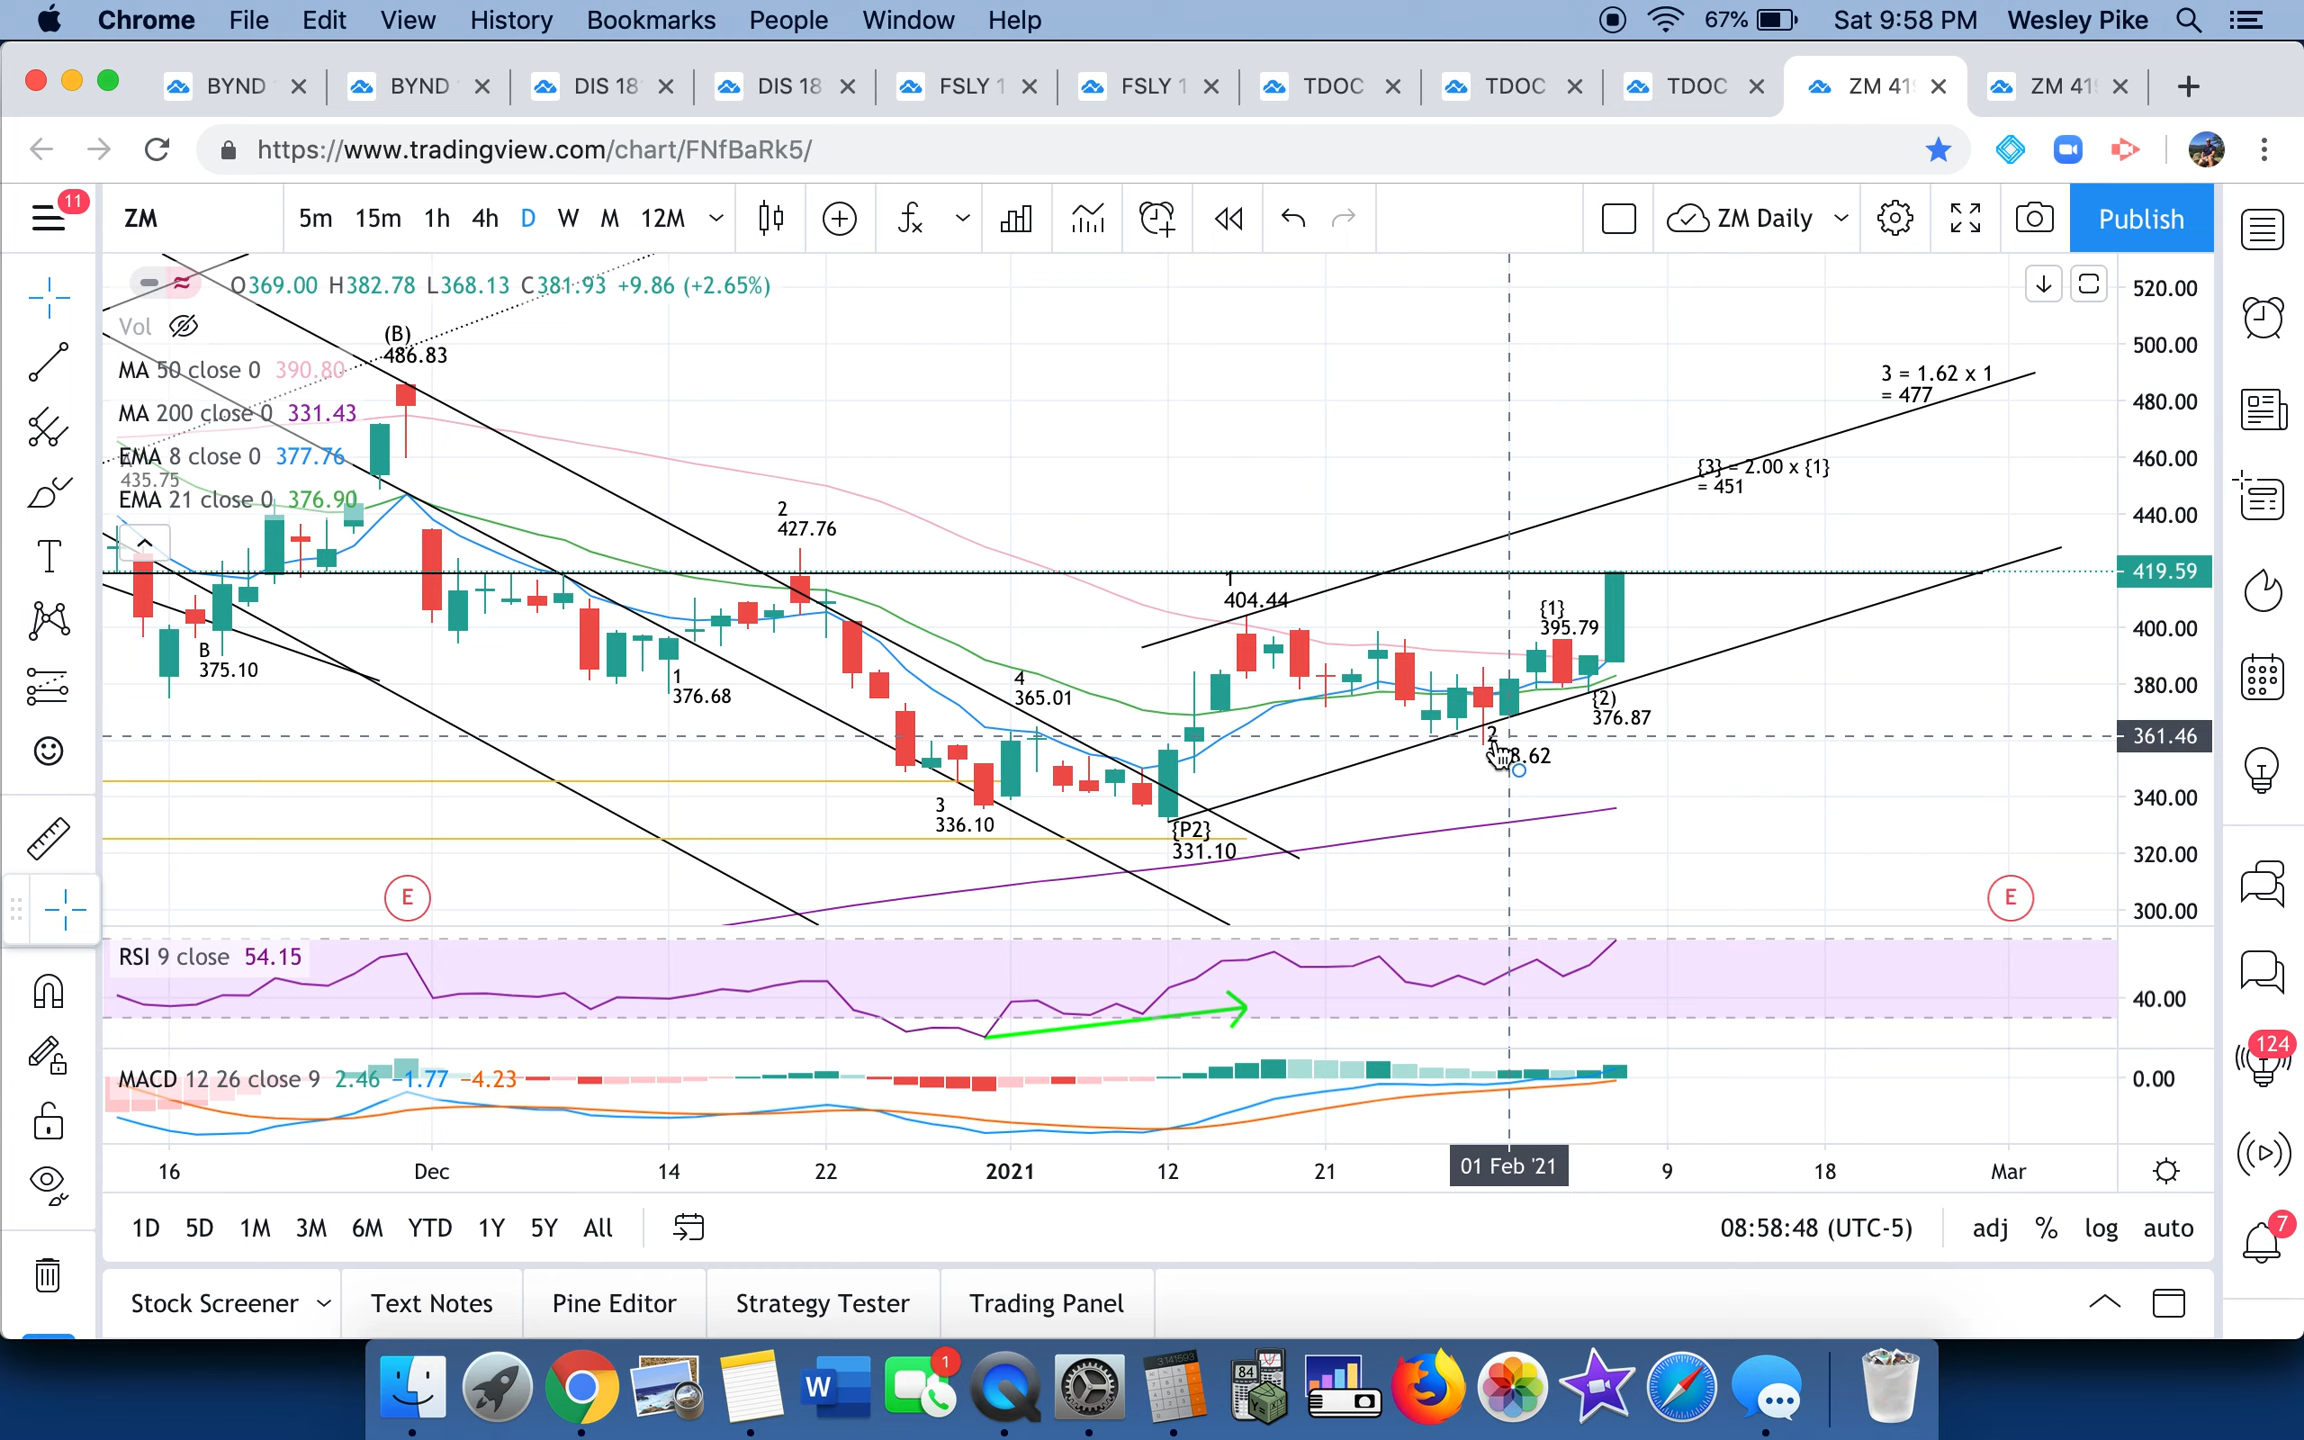 Chrome File Edit View History Bookmarks People Window Help 67% Sat 9:58 PM Wesley Pike
BYND BYND DIS 18 DIS 18 FSLY 1 FSLY 1 TDOC TDOC TDOC ZM 41 ZM 41
https://www.tradingview.com/chart/FNfBaRk5/
11 ZM 5m 15m 1h 4h D W M 12M ZM Daily Publish
O369.00 H382.78 L368.13 C381.93 +9.86 (+2.65%)
Vol
MA 50 close 0 390.80
MA 200 close 0 331.43
EMA 8 close 0 377.76
435.75
EMA 21 close 0 376.90
(B)
486.83
2
427.76
B
375.10
1
376.68
3
336.10
4
365.01
{P2}
331.10
1
404.44
2
8.62
{1}
395.79
{2}
376.87
3 = 1.62 x 1
= 477
{3} = 2.00 x {1}
= 451
E
E
520.00
500.00
480.00
460.00
440.00
419.59
400.00
380.00
361.46
340.00
320.00
300.00
RSI 9 close 54.15
40.00
MACD 12 26 close 9 2.46 −1.77 −4.23
0.00
16 Dec 14 22 2021 12 21 01 Feb '21 9 18 Mar
1D 5D 1M 3M 6M YTD 1Y 5Y All 08:58:48 (UTC-5) adj % log auto
Stock Screener Text Notes Pine Editor Strategy Tester Trading Panel
124
7
W
1
3.141593
84